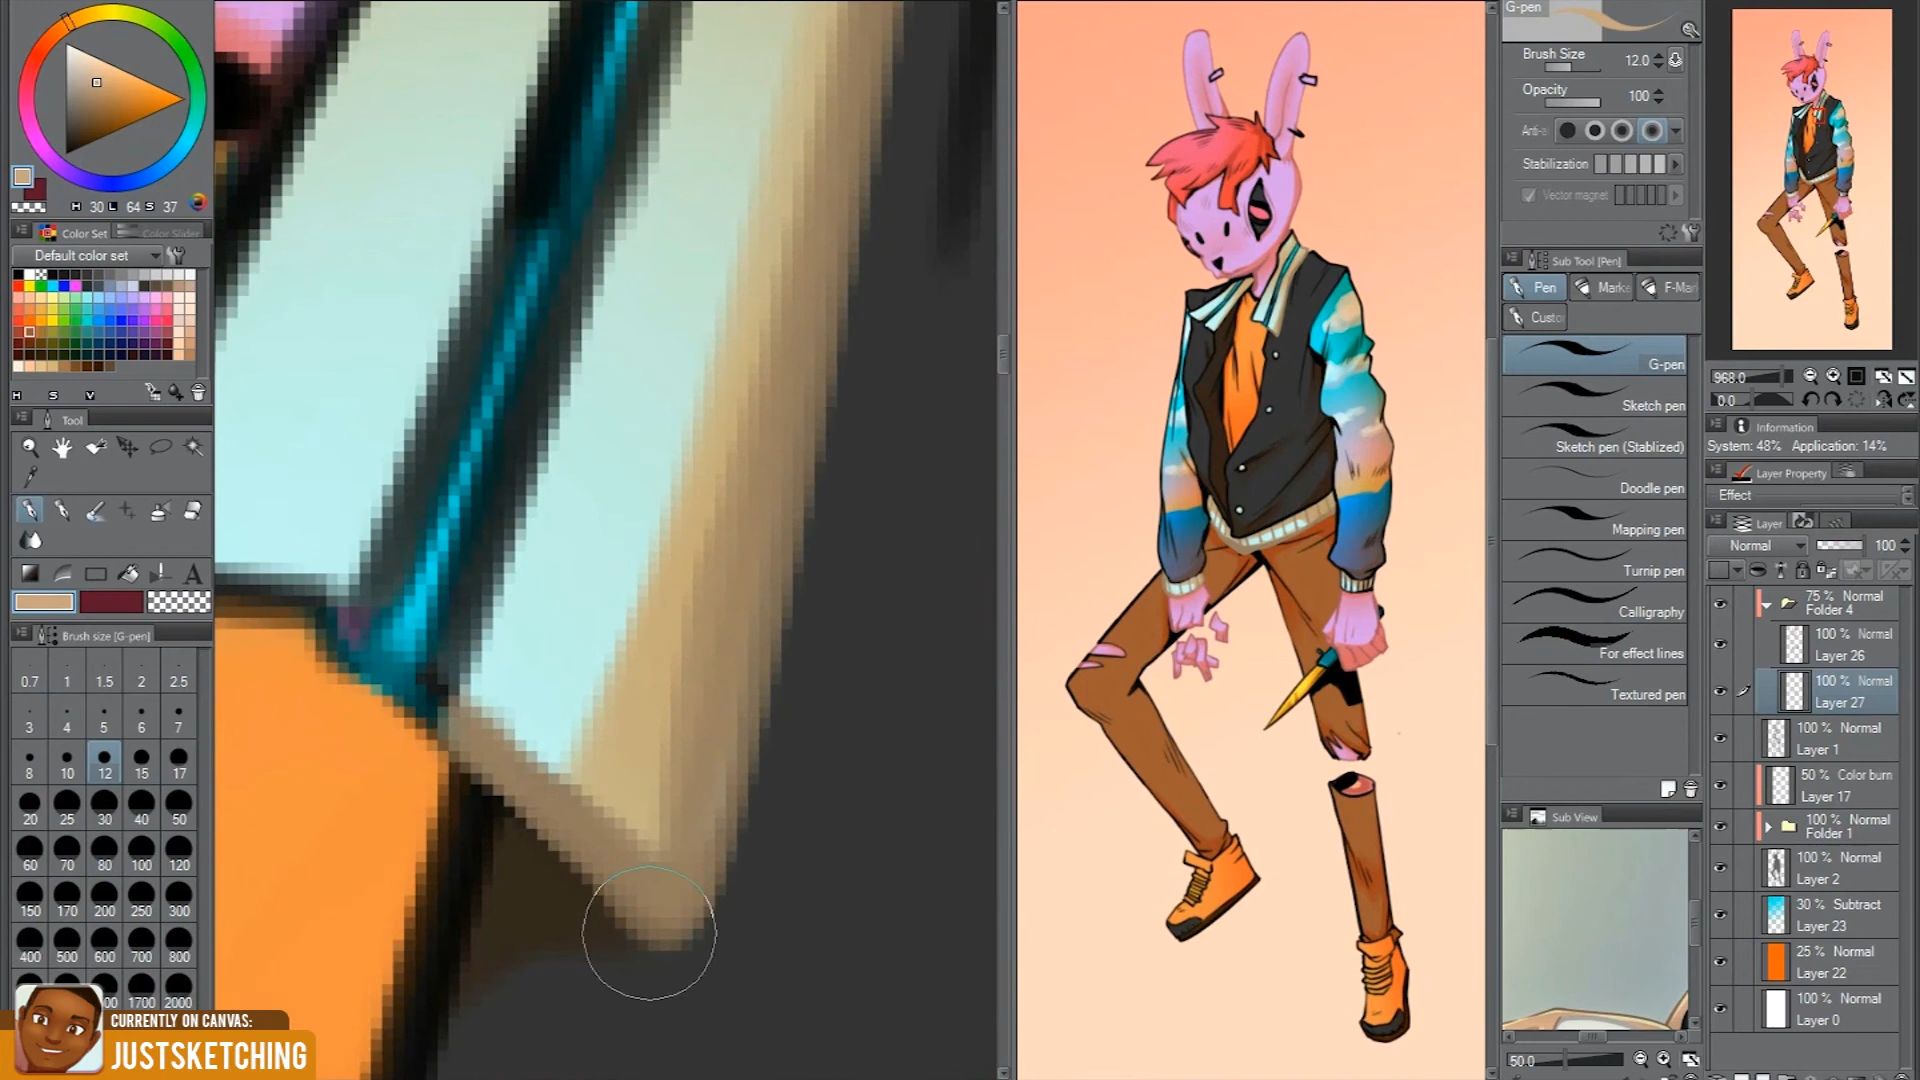 H 30 L 64 S 37
Color Set
Color Slider
Default color set
H S V
Tool
Brush size [G-pen]
0.7 1 1.5 2 2.5
3 4 5 6 7
8 10 12 15 17
20 25 30 40 50
60 70 80 100 120
150 170 200 250 300
400 500 600 700 800
00 1700 2000
CURRENTLY ON CANVAS:
JUSTSKETCHING
G-pen
Brush Size 12.0
Opacity 100
Anti-a
Stabilization
Vector magnet
Sub Tool [Pen]
Pen
Marke
F-Mar
Custo
G-pen
Sketch pen
Sketch pen (Stablized)
Doodle pen
Mapping pen
Turnip pen
Calligraphy
For effect lines
Textured pen
Sub View
50.0
968.0
0.0
Information
System: 48% Application: 14%
Layer Property
Effect
Layer
Normal 100
75 % Normal
Folder 4
100 % Normal
Layer 26
100 % Normal
Layer 27
100 % Normal
Layer 1
50 % Color burn
Layer 17
100 % Normal
Folder 1
100 % Normal
Layer 2
30 % Subtract
Layer 23
25 % Normal
Layer 22
100 % Normal
Layer 0